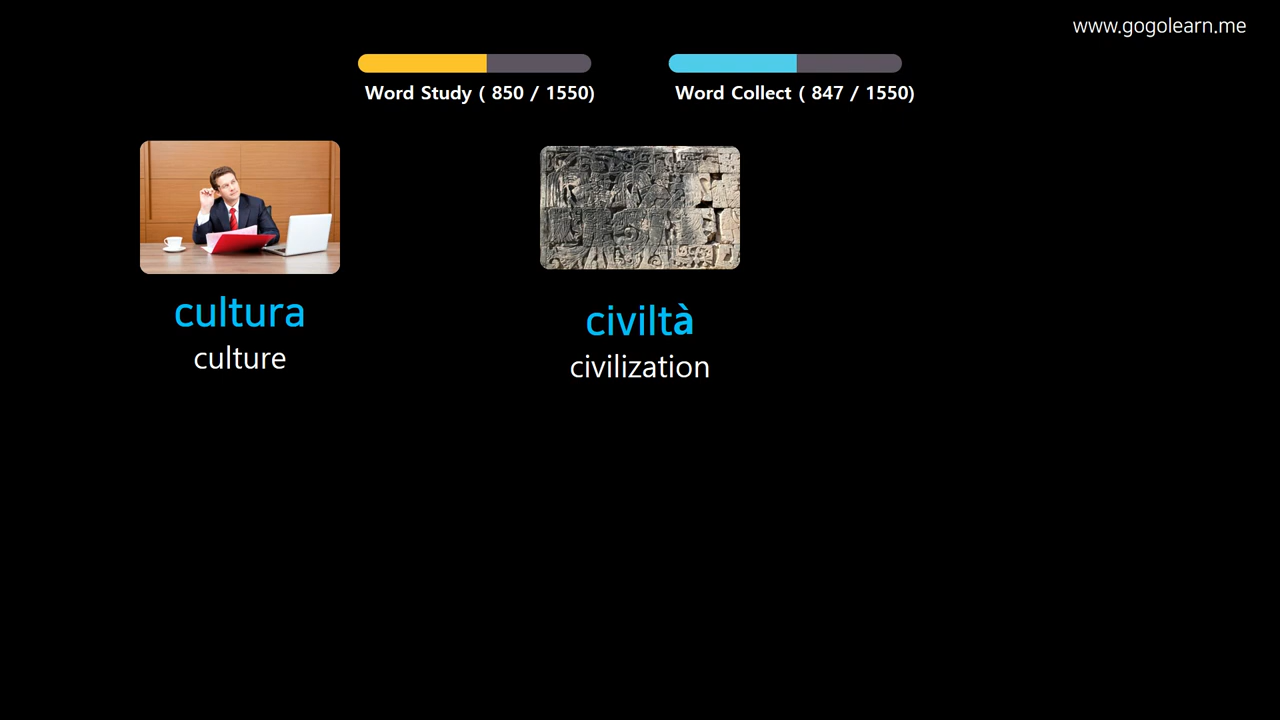 www.gogolearn.me
Word Study ( 850 / 1550)
Word Collect ( 847 / 1550)
cultura
culture
civiltà
civilization